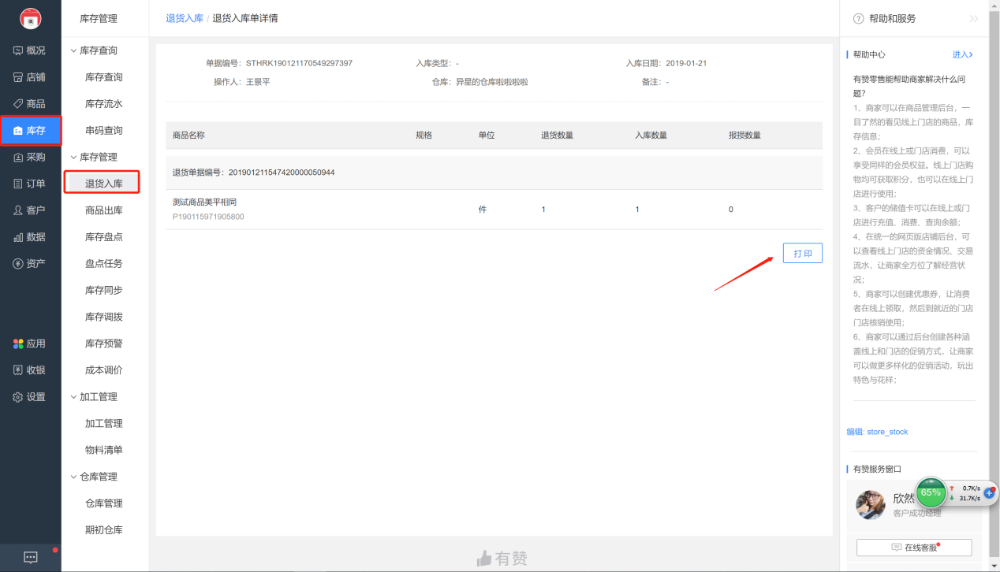 概况
店铺
商品
库存
采购
订单
客户
数据
资产
应用
收银
设置
库存管理
库存查询
库存查询
库存流水
串码查询
库存管理
退货入库
商品出库
库存盘点
盘点任务
库存同步
库存调拨
库存预警
成本调价
加工管理
加工管理
物料清单
仓库管理
仓库管理
期初仓库
退货入库 / 退货入库单详情
单据编号：STHRK190121170549297397 入库类型：- 入库日期：2019-01-21
操作人：王景平 仓库：异星的仓库啦啦啦啦 备注：-
商品名称 规格 单位 退货数量 入库数量 报损数量
退货单据编号：201901211547420000050944
测试商品美平相同
P190115971905800
件 1 1 0
打印
有赞
帮助和服务
帮助中心 进入
有赞零售能帮助商家解决什么问
题？
1、商家可以在商品管理后台，一
目了然的看见线上门店的商品，库
存信息；
2、会员在线上或门店消费，可以
享受同样的会员权益。线上门店购
物均可获取积分，也可以在线上门
店进行使用；
3、客户的储值卡可以在线上或门
店进行充值、消费、查询余额；
4、在统一的网页版店铺后台，可
以查看线上门店的资金情况、交易
流水，让商家全方位了解经营状
况；
5、商家可以创建优惠券，让消费
者在线上领取，然后到就近的门店
门店核销使用；
6、商家可以通过后台创建各种涵
盖线上和门店的促销方式，让商家
可以做更多样化的促销活动，玩出
特色与花样；
编辑: store_stock
有赞服务窗口
欣然
客户成功经理
65%
0.7K/s
31.7K/s
在线客服